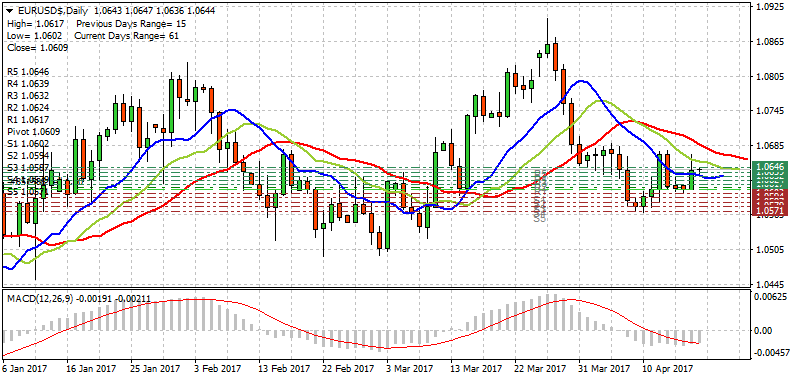 EURUSD$,Daily 1.0643 1.0647 1.0636 1.0644
High= 1.0617 Previous Days Range= 15
Low= 1.0602 Current Days Range= 61
Close= 1.0609
R5 1.0646
R4 1.0639
R3 1.0632
R2 1.0624
R1 1.0617
Pivot 1.0609
S1 1.0602
S2 1.0594
S3 1.0587
1.0925
1.0865
1.0805
1.0745
1.0685
1.0646
1.0571
1.0505
1.0445
MACD(12,26,9) -0.00191 -0.00211
0.00625
0.00
-0.00457
6 Jan 2017
16 Jan 2017
25 Jan 2017
3 Feb 2017
13 Feb 2017
22 Feb 2017
3 Mar 2017
13 Mar 2017
22 Mar 2017
31 Mar 2017
10 Apr 2017